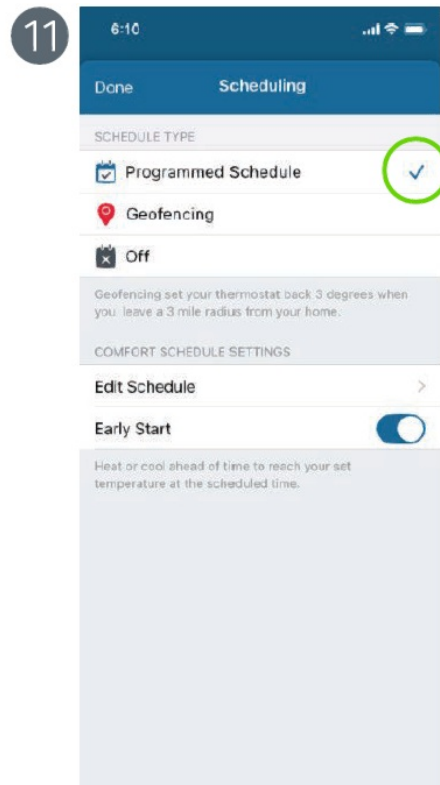 11
6:10
Done Scheduling
SCHEDULE TYPE
Programmed Schedule
Geofencing
Off
Geofencing set your thermostat back 3 degrees when
you leave a 3 mile radius from your home.
COMFORT SCHEDULE SETTINGS
Edit Schedule
Early Start
Heat or cool ahead of time to reach your set
temperature at the scheduled time.